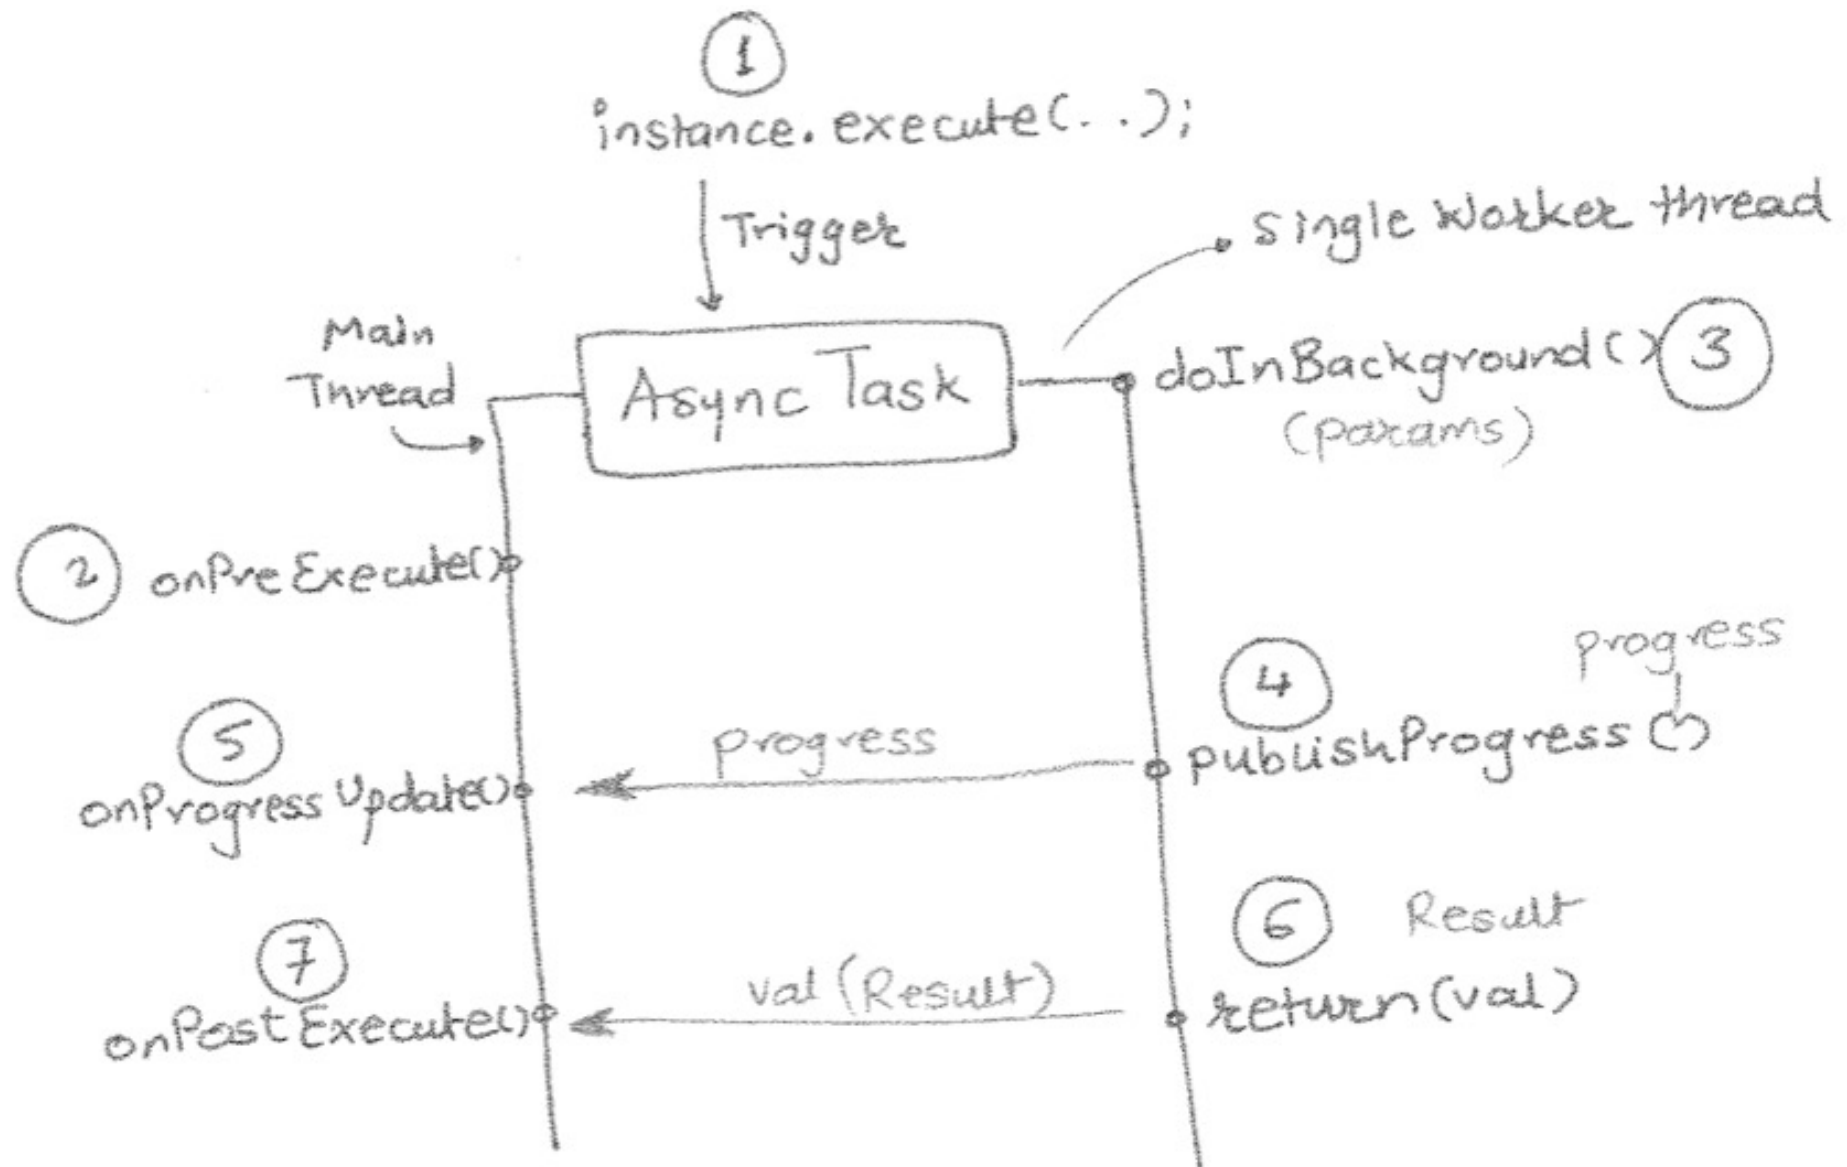 1
instance.execute(..);
Trigger
Single Worker thread
Main
Thread
Async Task
doInBackground() 3
(params)
2 onPreExecute()
progress
4
publishProgress()
5
progress
onProgressUpdate()
6 Result
return(val)
7
val (Result)
onPostExecute()